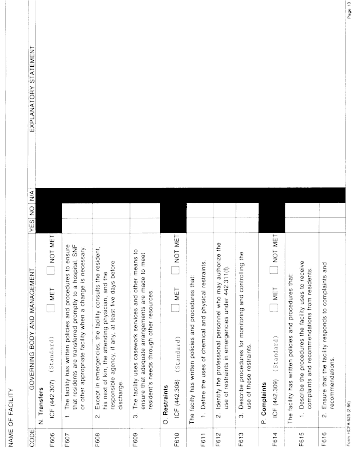 NAME OF FACILITY
CODE
I. GOVERNING BODY AND MANAGEMENT
YES
NO
N/A
EXPLANATORY STATEMENT
N. Transfers
F606
ICF (442.307) (Standard)
MET
NOT MET
F607
1. The facility has written policies and procedures to ensure
that residents are transferred promptly to a hospital, SNF
or other appropriate facility when a change is necessary.
F608
2. Except in emergencies, the facility consults the resident,
his next of kin, the attending physician, and the
responsible agency, if any, at least five days before
discharge.
F609
3. The facility uses casework services and other means to
ensure that adequate arrangements are made to meet
resident's needs through other resources.
O. Restraints
F610
ICF (442.308) (Standard)
MET
NOT MET
The facility has written policies and procedures that:
F611
1. Define the uses of chemical and physical restraints.
F612
2. Identify the professional personnel who may authorize the
use of restraints in emergencies under 442.311(f).
F613
3. Describe procedures for monitoring and controlling the
use of these restraints.
P. Complaints
F614
ICF (442.309) (Standard)
MET
NOT MET
The facility has written policies and procedures that:
F615
1. Describe the procedures the facility uses to receive
complaints and recommendations from residents.
F616
2. Ensure that the facility responds to complaints and
recommendations.
Page 10